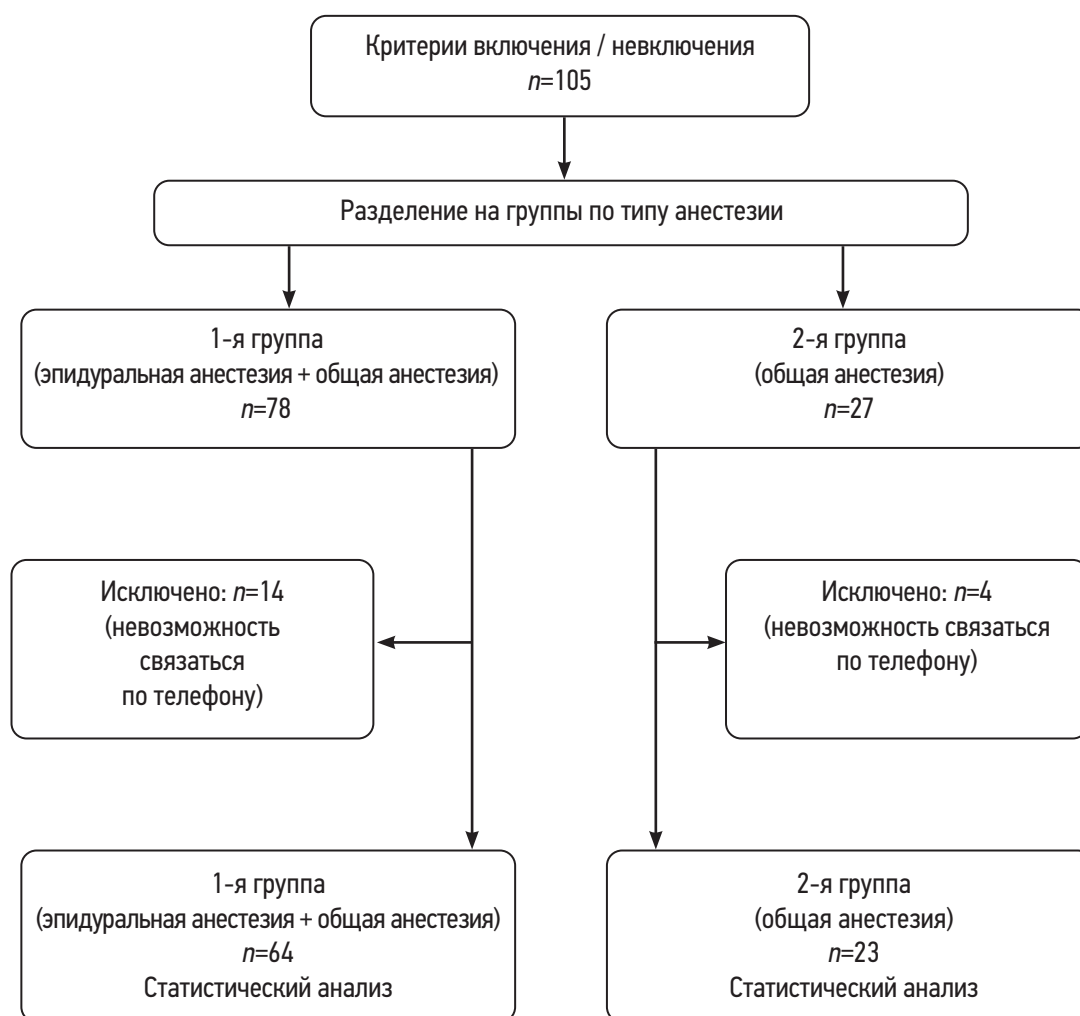 Критерии включения / невключения
n=105
Разделение на группы по типу анестезии
1-я группа
(эпидуральная анестезия + общая анестезия)
n=78
2-я группа
(общая анестезия)
n=27
Исключено: n=14
(невозможность
связаться
по телефону)
Исключено: n=4
(невозможность связаться
по телефону)
1-я группа
(эпидуральная анестезия + общая анестезия)
n=64
Статистический анализ
2-я группа
(общая анестезия)
n=23
Статистический анализ